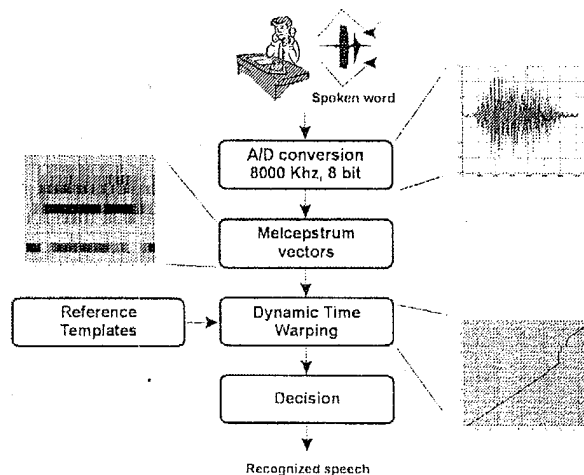 Spoken word
A/D conversion
8000 Khz, 8 bit
Melcepstrum
vectors
Reference
Templates
Dynamic Time
Warping
Decision
Recognized speech